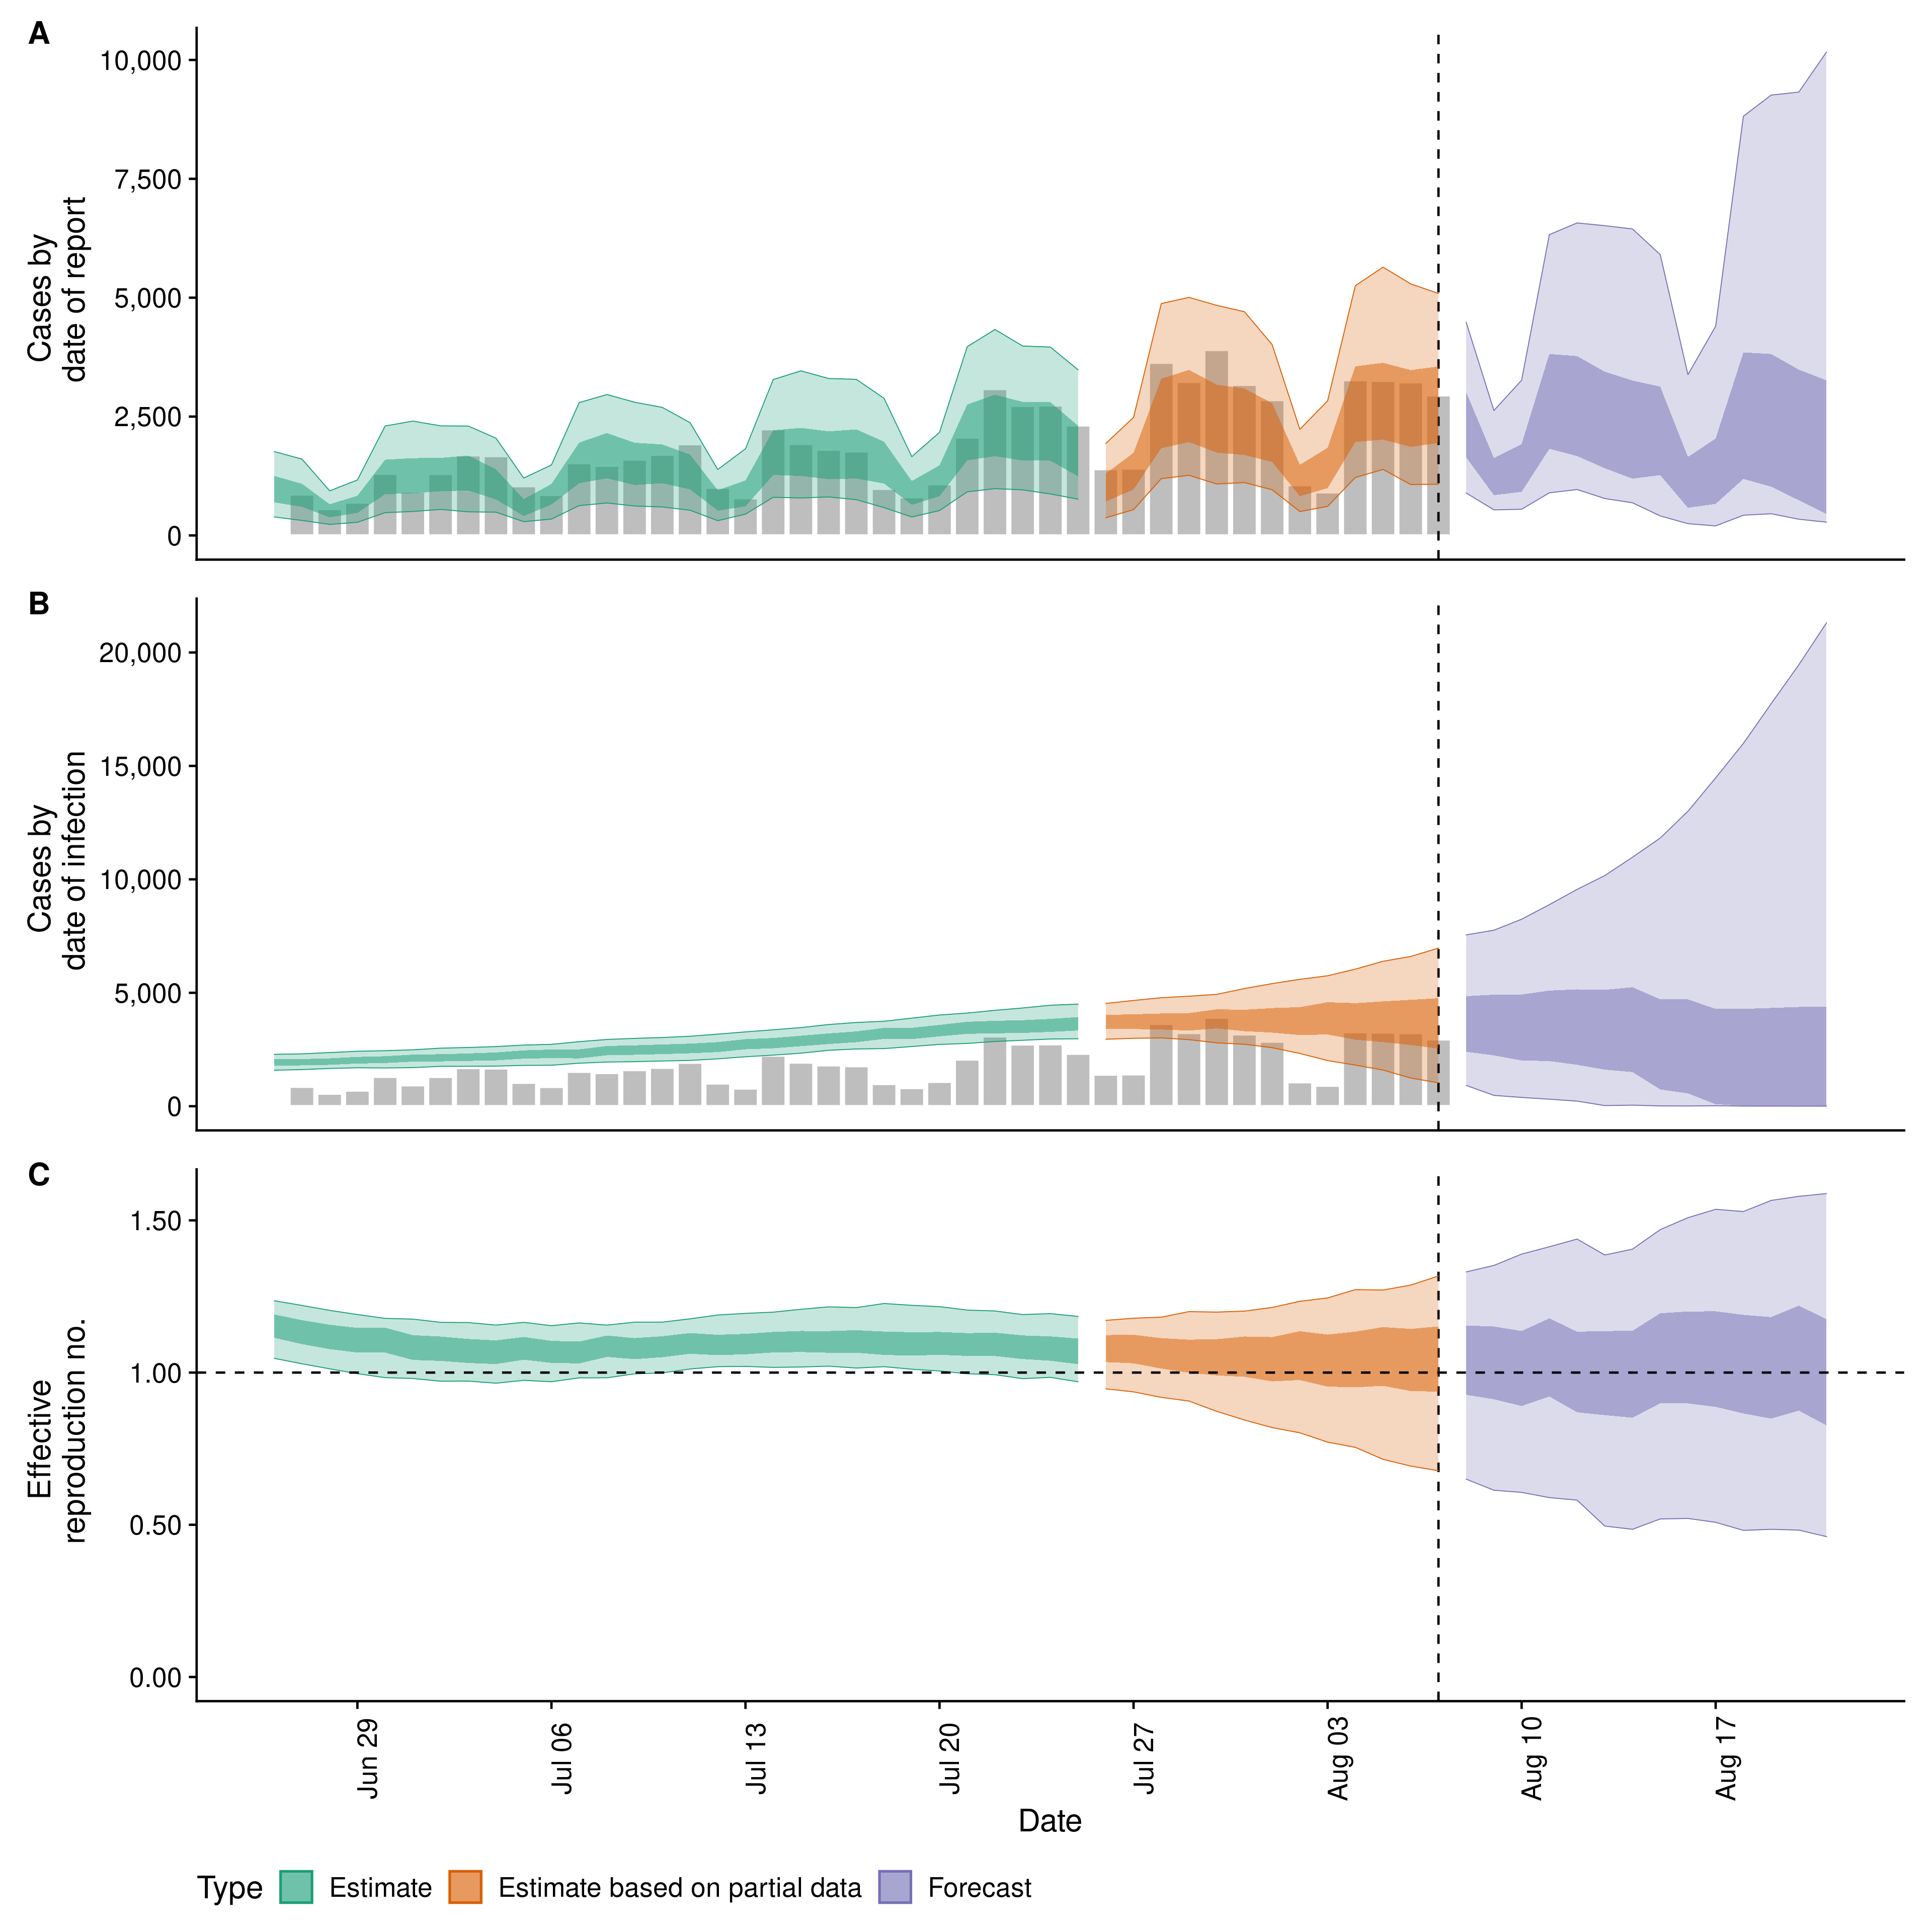 A
10,000
7,500
5,000
2,500
0
Cases by
date of report
B
20,000
15,000
10,000
5,000
0
Cases by
date of infection
C
1.50
1.00
0.50
0.00
Effective
reproduction no.
Jun 29
Jul 06
Jul 13
Jul 20
Jul 27
Aug 03
Aug 10
Aug 17
Date
Type Estimate Estimate based on partial data Forecast